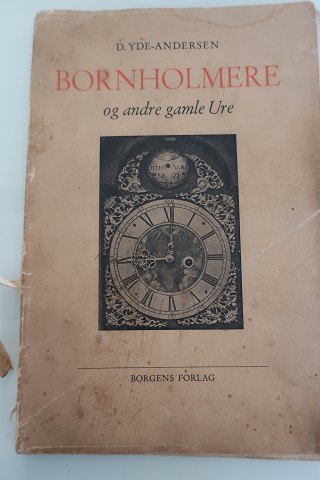 D. YDE-ANDERSEN
BORNHOLMERE
og andre gamle Ure
BORGENS FORLAG